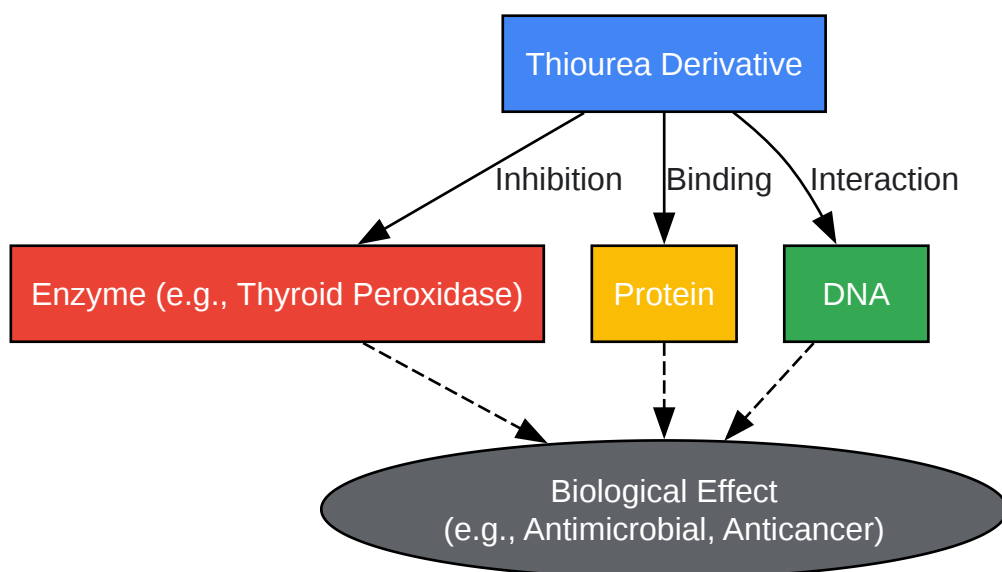 Thiourea Derivative
Inhibition
Binding
Interaction
Enzyme (e.g., Thyroid Peroxidase)
Protein
DNA
Biological Effect
(e.g., Antimicrobial, Anticancer)